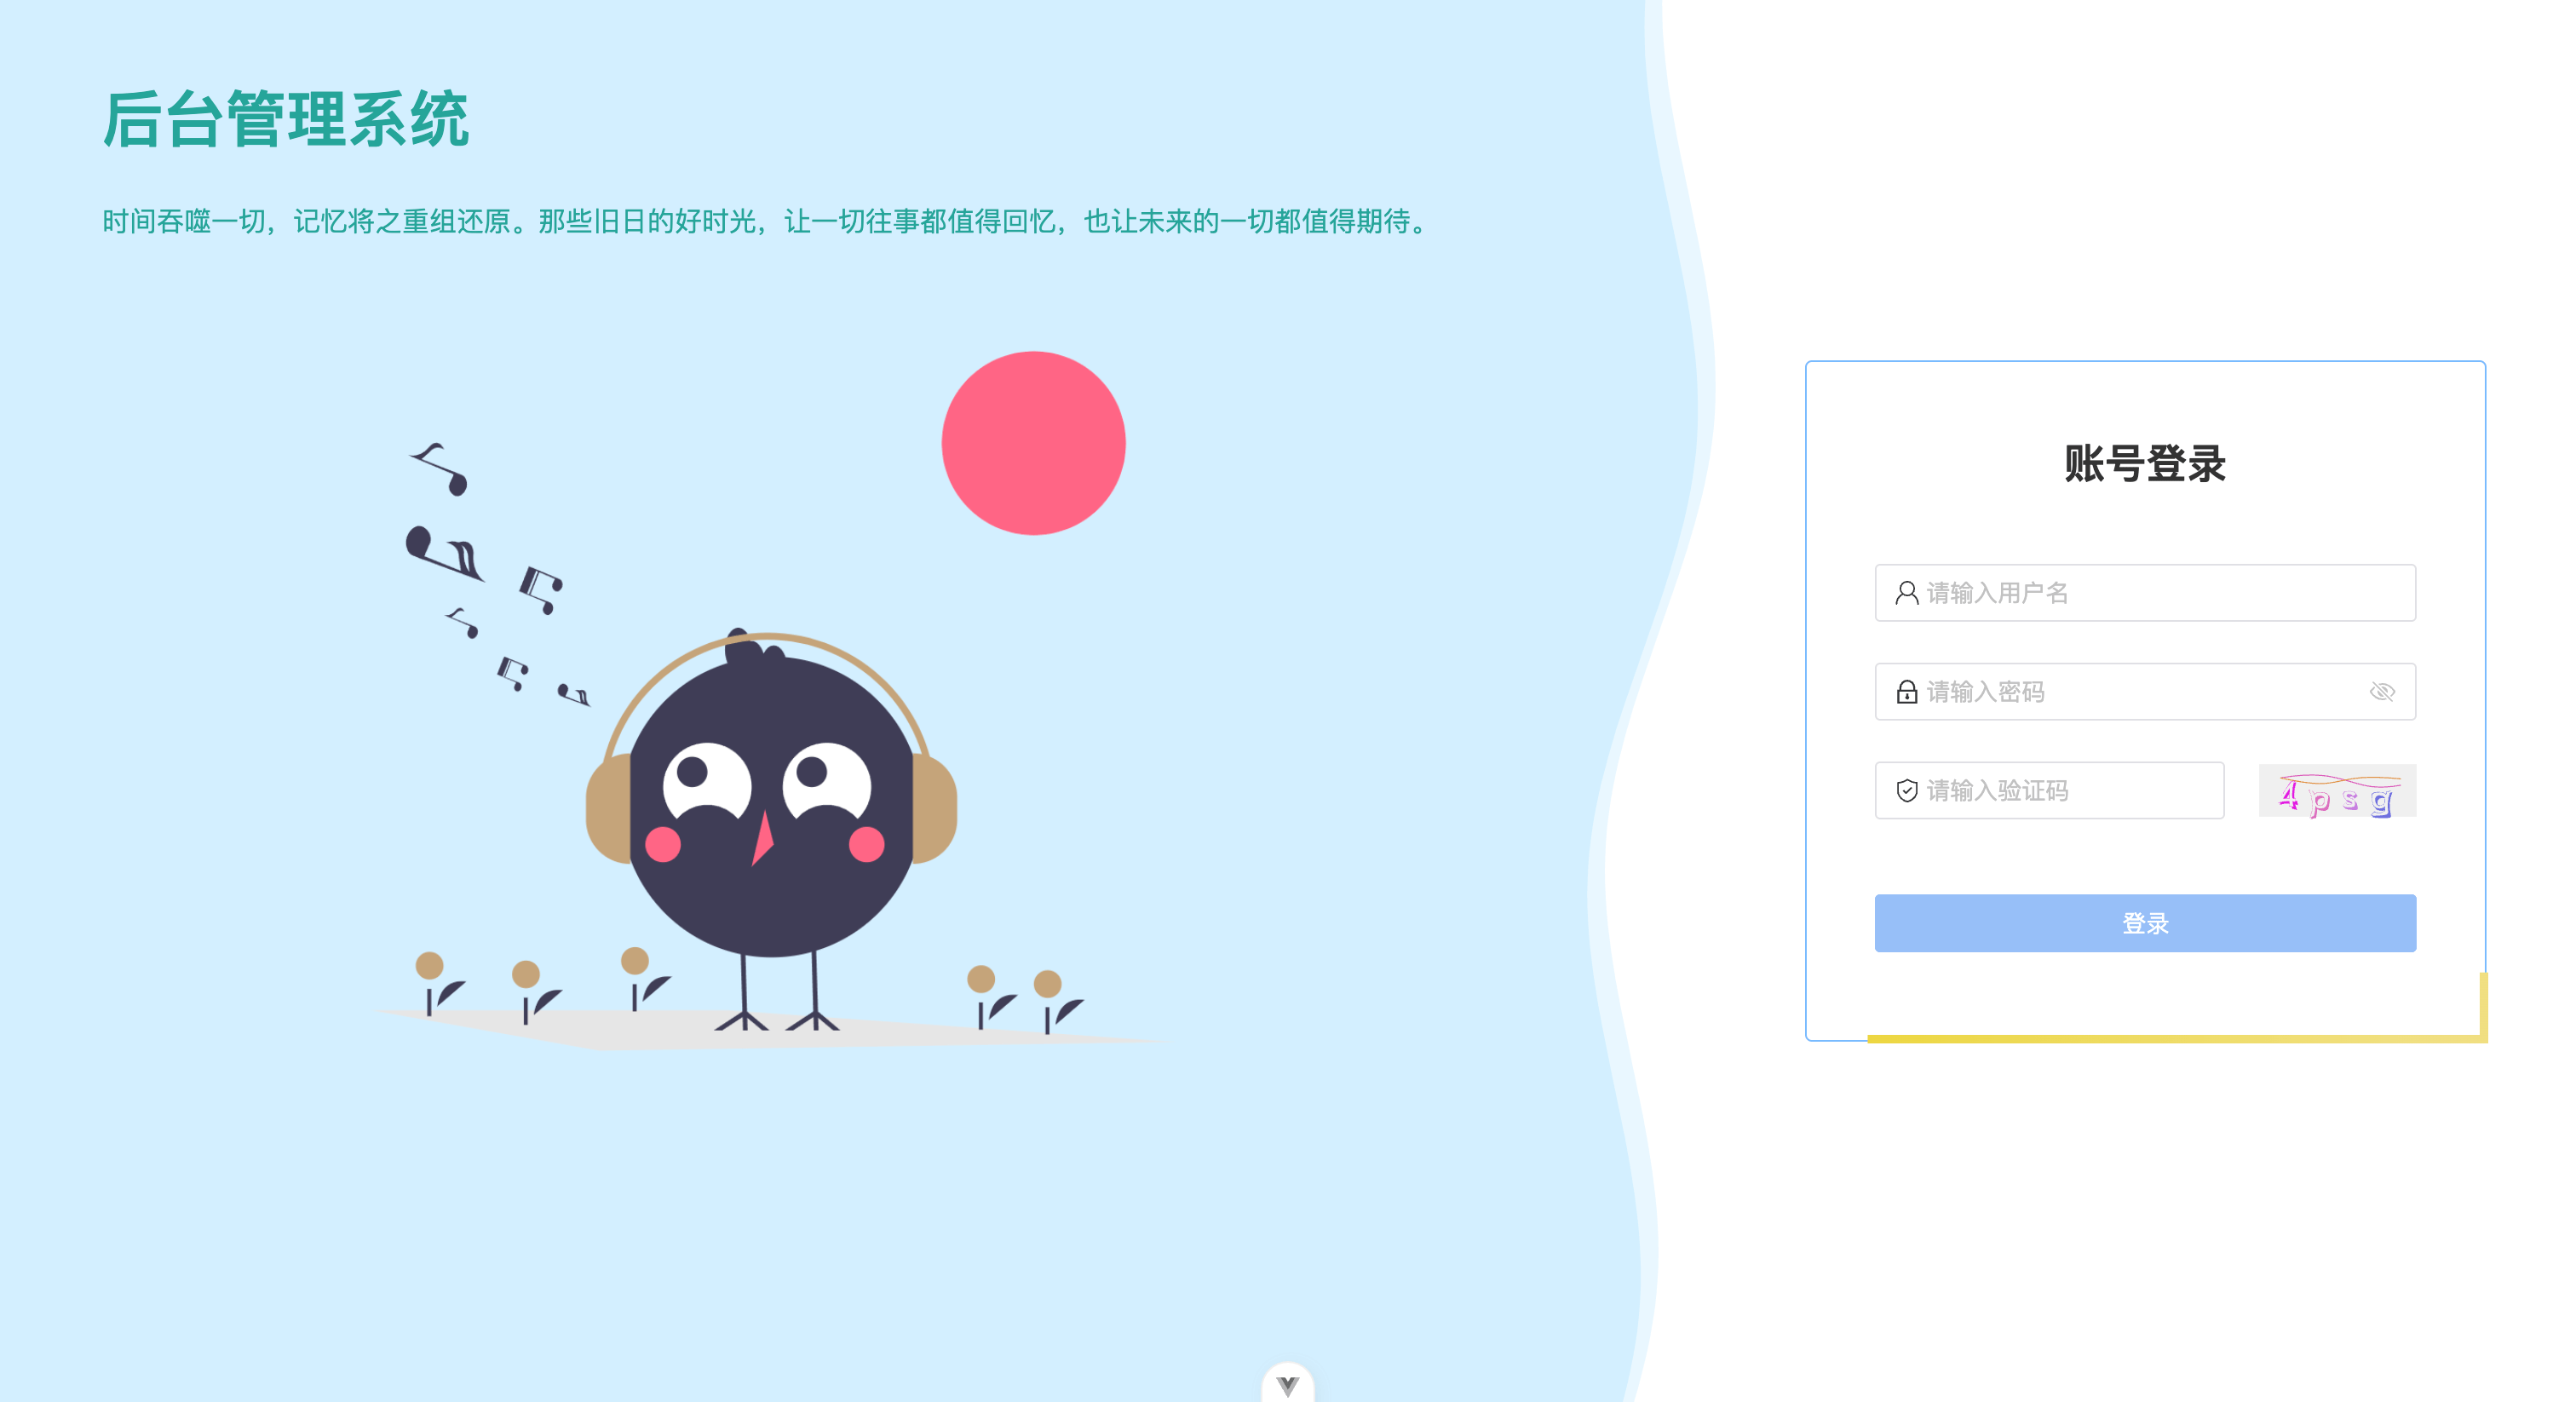 后台管理系统
时间吞噬一切，记忆将之重组还原。那些旧日的好时光，让一切往事都值得回忆，也让未来的一切都值得期待。
账号登录
请输入用户名
请输入密码
请输入验证码
4psg
登录